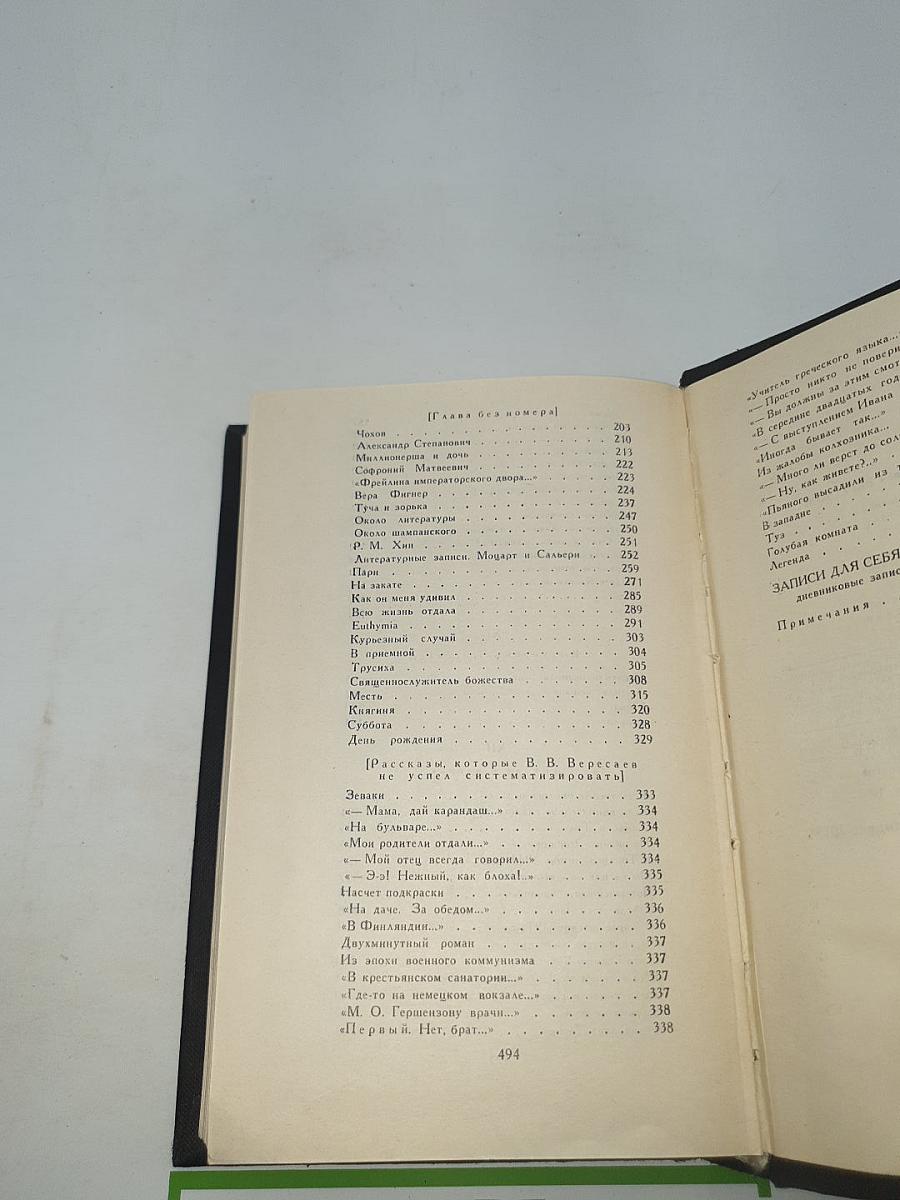 [Глава без номера]
Чохов . . . . . . . . . . . . . . . . . 203
Александр Степанович . . . . . . . . . . 210
Миллионерша и дочь . . . . . . . . . . . 213
Софроний Матвеевич . . . . . . . . . . . 222
«Фрейлина императорского двора...» . . . . . 223
Вера Фигнер . . . . . . . . . . . . . . 224
Туча и зорька . . . . . . . . . . . . . 237
Около литературы . . . . . . . . . . . . 247
Около шампанского . . . . . . . . . . . 250
Р. М. Хин . . . . . . . . . . . . . . . 251
Литературные записи. Моцарт и Сальери . . . 252
Пари . . . . . . . . . . . . . . . . . 259
На закате . . . . . . . . . . . . . . . 271
Как он меня удивил . . . . . . . . . . . 285
Всю жизнь отдала . . . . . . . . . . . . 289
Euthymia . . . . . . . . . . . . . . . 291
Курьезный случай . . . . . . . . . . . . 303
В приемной . . . . . . . . . . . . . . 304
Трусиха . . . . . . . . . . . . . . . . 305
Священнослужитель божества . . . . . . . 308
Месть . . . . . . . . . . . . . . . . . 315
Княгиня . . . . . . . . . . . . . . . . 320
Суббота . . . . . . . . . . . . . . . . 328
День рождения . . . . . . . . . . . . . 329
[Рассказы, которые В. В. Вересаев
не успел систематизировать]
Зеваки . . . . . . . . . . . . . . . . 333
«— Мама, дай карандаш...» . . . . . . . . 334
«На бульваре...» . . . . . . . . . . . . 334
«Мои родители отдали...» . . . . . . . . . 334
«— Мой отец всегда говорил...» . . . . . . 334
«— Э-э! Нежный, как блоха!..» . . . . . . 335
Насчет подкраски . . . . . . . . . . . . 335
«На даче. За обедом...» . . . . . . . . . 336
«В Финляндии...» . . . . . . . . . . . . 336
Двухминутный роман . . . . . . . . . . . 337
Из эпохи военного коммунизма . . . . . . 337
«В крестьянском санатории...» . . . . . . . 337
«Где-то на немецком вокзале...» . . . . . . 337
«М. О. Гершензону врачи...» . . . . . . . 338
«Первый. Нет, брат...» . . . . . . . . . 338
494
«Учитель греческого языка...
«— Просто никто не повери
«— Вы должны за этим смот
«В середине двадцатых год
«— С выступлением Ивана
«Иногда бывает так...»
Из жалобы колхозника...
«— Много ли верст до сол
«— Ну, как живете?..» .
«Пьяного высадили из т
В западне . . . . .
Туз . . . . . .
Голубая комната . .
Легенда . . . .
ЗАПИСИ ДЛЯ СЕБЯ
дневниковые запис
Примечания . .